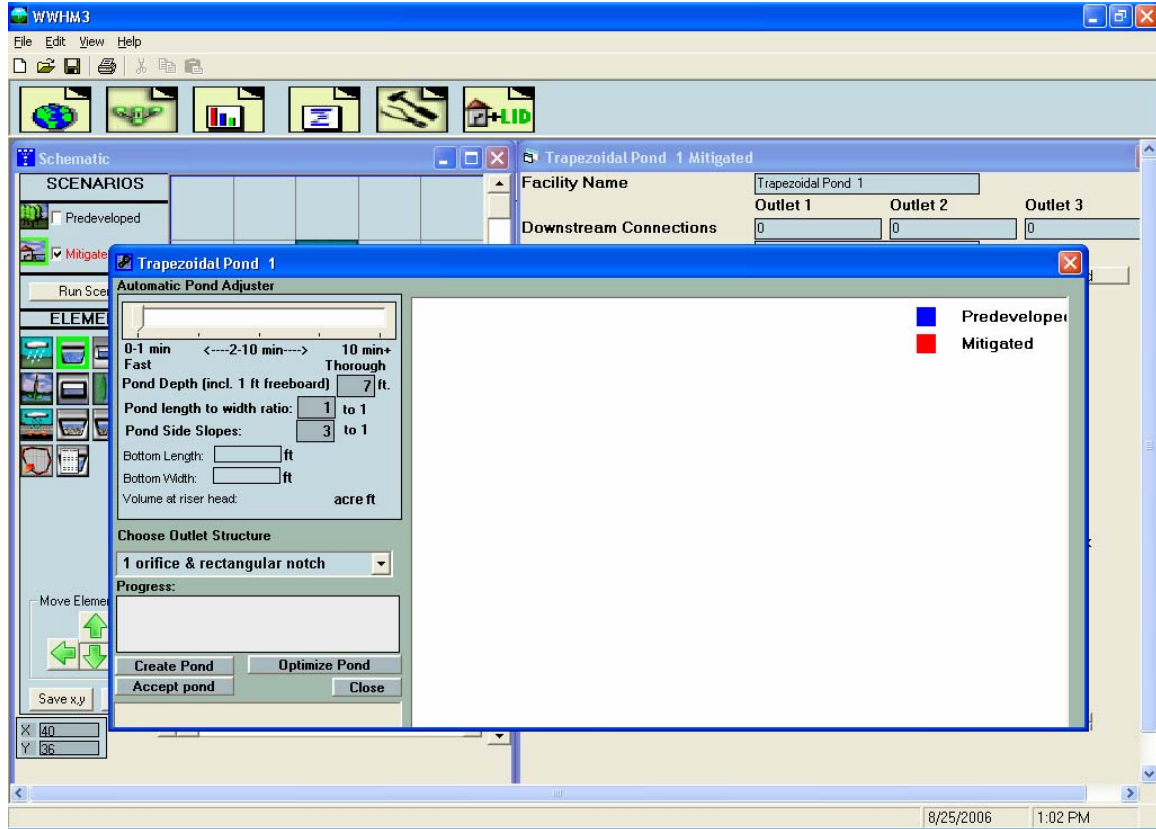 WWHM3
File Edit View Help
+LID
Schematic
SCENARIOS
Predeveloped
Mitigate
Run Scen
ELEME
Move Eleme
Save x,y
X 40
Y 36
Trapezoidal Pond 1 Mitigated
Facility Name Trapezoidal Pond 1
Outlet 1 Outlet 2 Outlet 3
Downstream Connections 0 0 0
Trapezoidal Pond 1
Automatic Pond Adjuster
0-1 min <----2-10 min----> 10 min+
Fast Thorough
Pond Depth (incl. 1 ft freeboard) 7 ft.
Pond length to width ratio: 1 to 1
Pond Side Slopes: 3 to 1
Bottom Length: ft
Bottom Width: ft
Volume at riser head: acre ft
Choose Outlet Structure
1 orifice & rectangular notch
Progress:
Create Pond Optimize Pond
Accept pond Close
Predeveloped
Mitigated
8/25/2006 1:02 PM